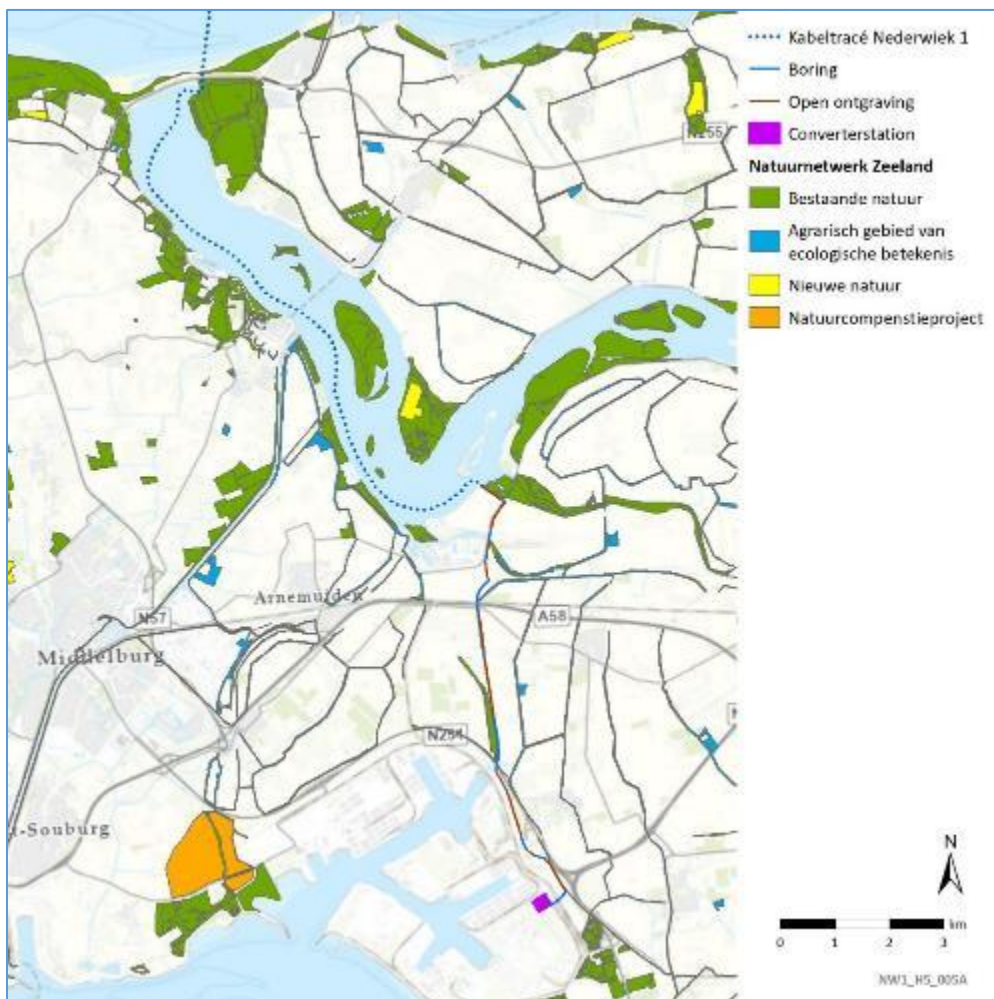 Kabeltracé Nederwiek 1
Boring
Open ontgraving
Converterstation
Natuurnetwerk Zeeland
Bestaande natuur
Agrarisch gebied van
ecologische betekenis
Nieuwe natuur
Natuurcompenstieproject
N255
Arnemuiden
N57
A58
Middelburg
N254
t-Souburg
N
km
0 1 2 3
NW1_H5_005A